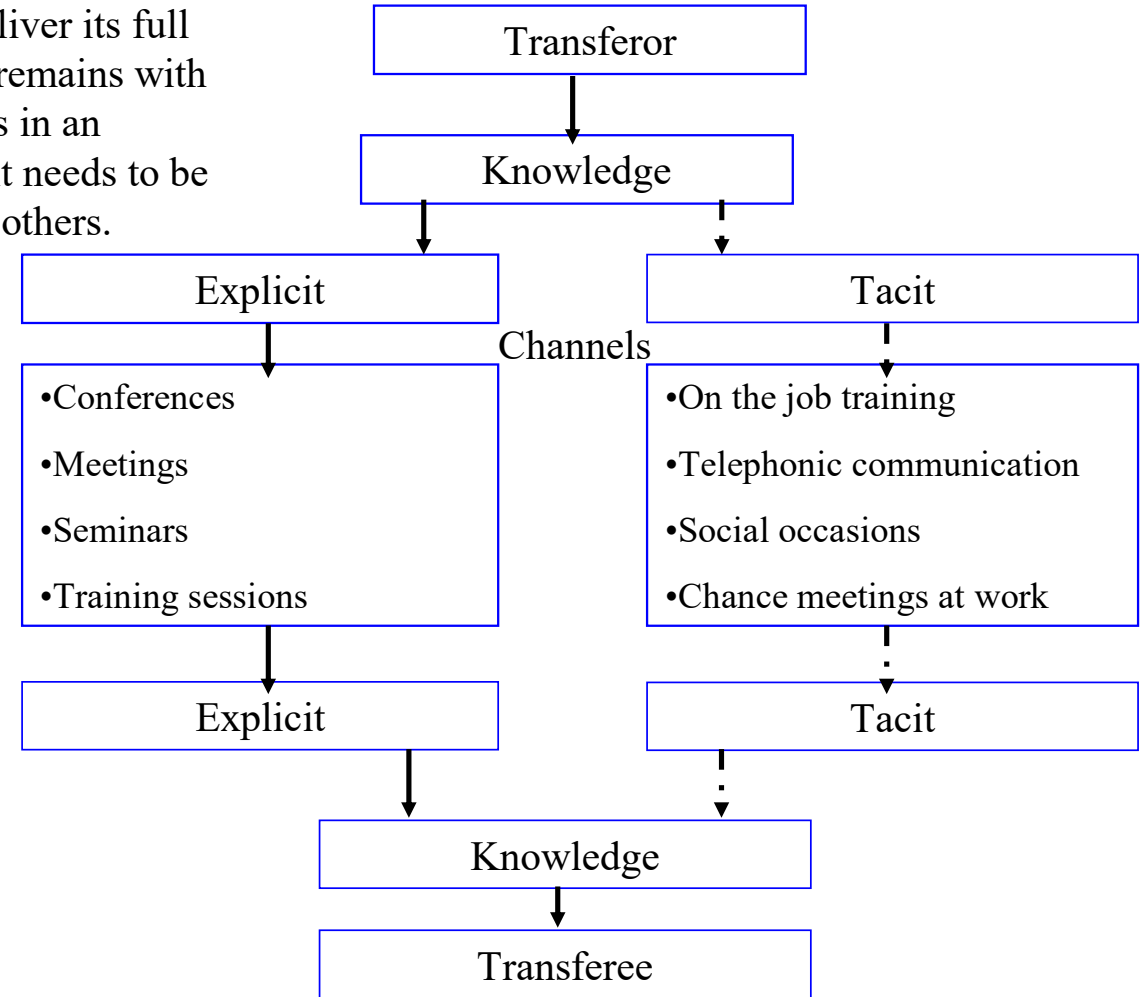 liver its full
remains with
s in an
t needs to be
others.
Transferor
Knowledge
Explicit
Tacit
Channels
•Conferences
•Meetings
•Seminars
•Training sessions
•On the job training
•Telephonic communication
•Social occasions
•Chance meetings at work
Explicit
Tacit
Knowledge
Transferee